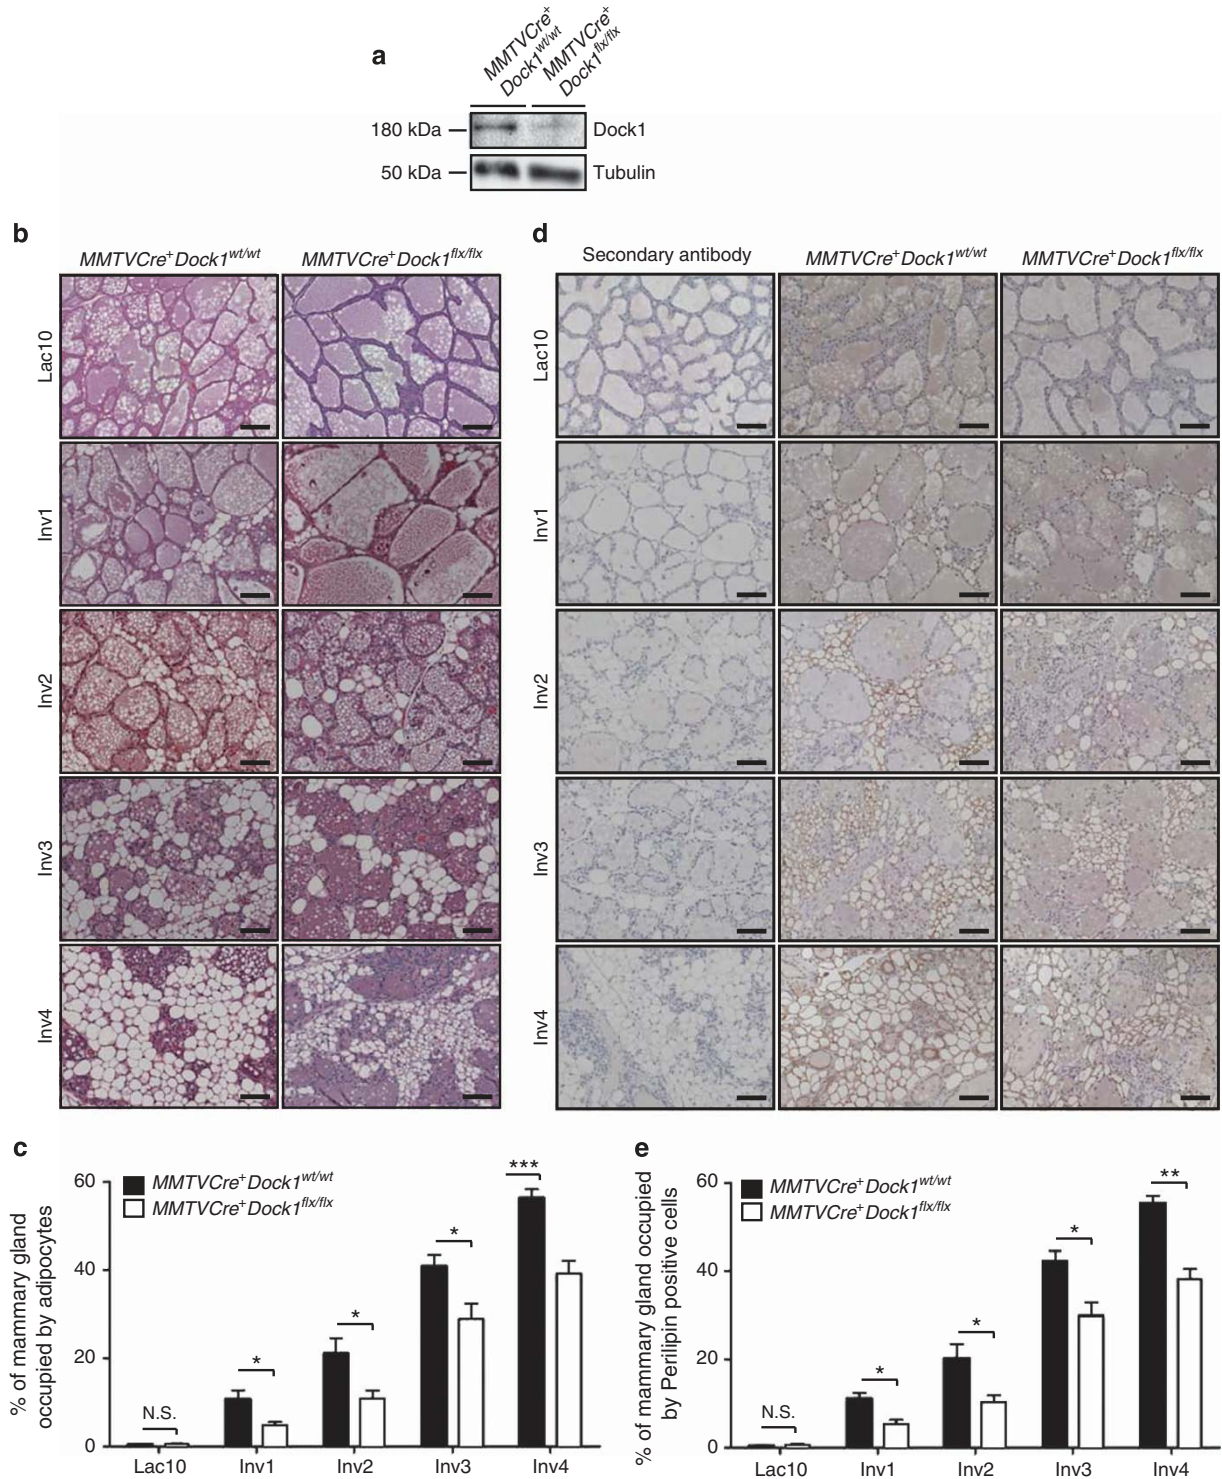 a
MMTVCre+
Dock1wt/wt
MMTVCre+
Dock1flx/flx
180 kDa
Dock1
50 kDa
Tubulin
b
MMTVCre+Dock1wt/wt
MMTVCre+Dock1flx/flx
Lac10
Inv1
Inv2
Inv3
Inv4
d
Secondary antibody
MMTVCre+Dock1wt/wt
MMTVCre+Dock1flx/flx
Lac10
Inv1
Inv2
Inv3
Inv4
c
% of mammary gland
occupied by adipocytes
60
40
20
0
MMTVCre+Dock1wt/wt
MMTVCre+Dock1flx/flx
N.S.
*
*
*
***
Lac10
Inv1
Inv2
Inv3
Inv4
e
% of mammary gland occupied
by Perilipin positive cells
60
40
20
0
MMTVCre+Dock1wt/wt
MMTVCre+Dock1flx/flx
N.S.
*
*
*
**
Lac10
Inv1
Inv2
Inv3
Inv4